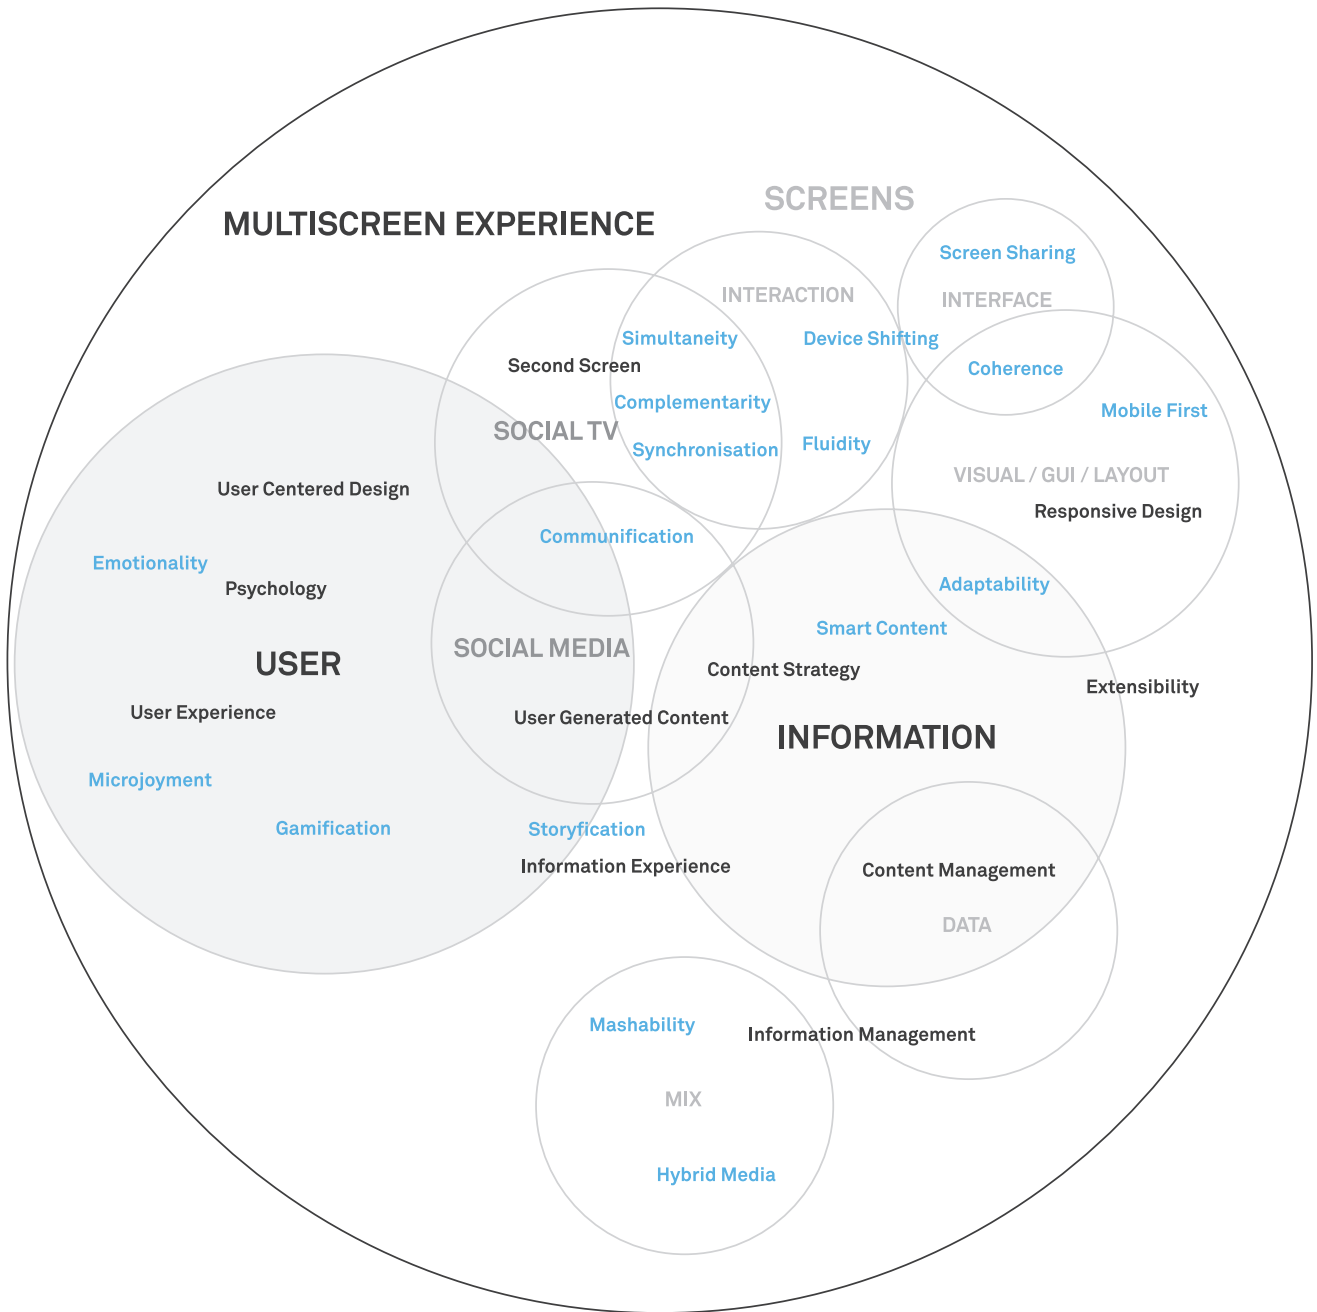 SCREENS
MULTISCREEN EXPERIENCE
Screen Sharing
INTERACTION
INTERFACE
Simultaneity
Device Shifting
Second Screen
Coherence
Complementarity
Mobile First
SOCIAL TV
Synchronisation
Fluidity
VISUAL / GUI / LAYOUT
User Centered Design
Responsive Design
Communification
Emotionality
Psychology
Adaptability
Smart Content
SOCIAL MEDIA
USER
Content Strategy
Extensibility
User Experience
User Generated Content
INFORMATION
Microjoyment
Gamification
Storyfication
Information Experience
Content Management
DATA
Mashability
Information Management
MIX
Hybrid Media